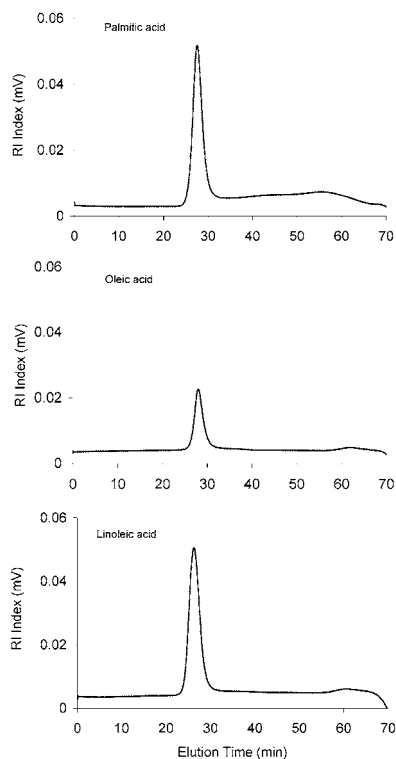 Palmitic acid
RI Index (mV)
0.06
0.04
0.02
0
0 10 20 30 40 50 60 70
Oleic acid
RI Index (mV)
0.06
0.04
0.02
0
0 10 20 30 40 50 60 70
Linoleic acid
RI Index (mV)
0.06
0.04
0.02
0
0 10 20 30 40 50 60 70
Elution Time (min)